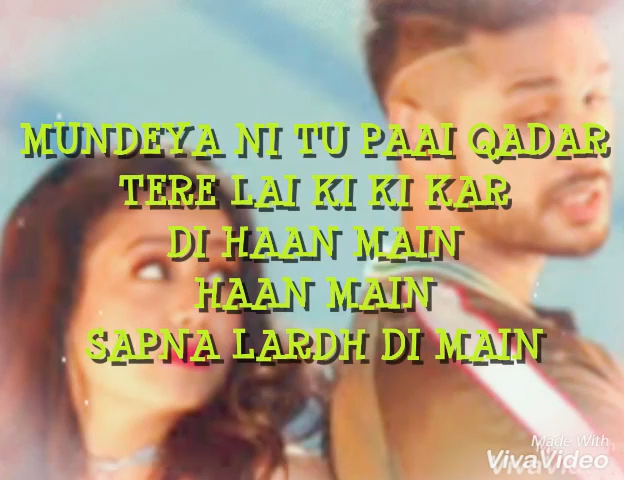 MUNDEYA NI TU PAAI QADAR
TERE LAI KI KI KAR
DI HAAN MAIN
HAAN MAIN
SAPNA LARDH DI MAIN
Made With
VivaVideo